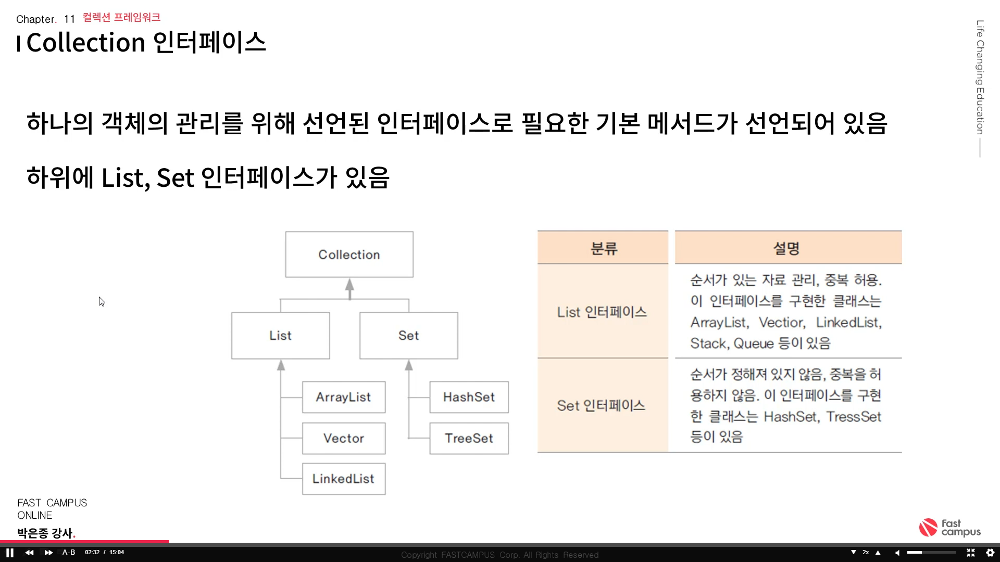 Chapter. 11 컬렉션 프레임워크
Collection 인터페이스
Life Changing Education
하나의 객체의 관리를 위해 선언된 인터페이스로 필요한 기본 메서드가 선언되어 있음
하위에 List, Set 인터페이스가 있음
Collection
List
Set
ArrayList
HashSet
Vector
TreeSet
LinkedList
분류
설명
List 인터페이스
순서가 있는 자료 관리, 중복 허용.
이 인터페이스를 구현한 클래스는
ArrayList, Vectior, LinkedList,
Stack, Queue 등이 있음
Set 인터페이스
순서가 정해져 있지 않음, 중복을 허
용하지 않음. 이 인터페이스를 구현
한 클래스는 HashSet, TressSet
등이 있음
FAST CAMPUS
ONLINE
박은종 강사.
Fast
campus
A-B 02:32 / 15:04
Copyright FASTCAMPUS Corp. All Rights Reserved
2x